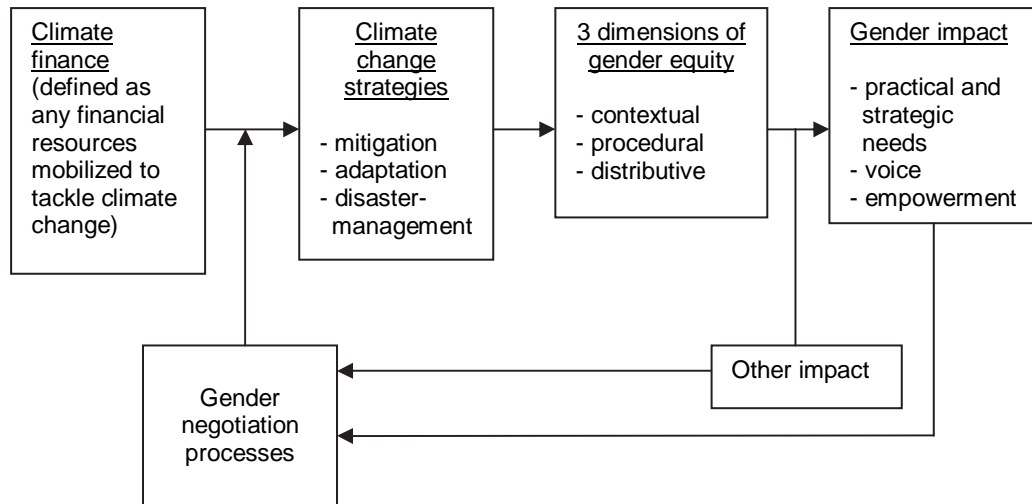 Climate
finance
(defined as
any financial
resources
mobilized to
tackle climate
change)
Climate
change
strategies
- mitigation
- adaptation
- disaster-
management
3 dimensions of
gender equity
- contextual
- procedural
- distributive
Gender impact
- practical and
strategic
needs
- voice
- empowerment
Other impact
Gender
negotiation
processes